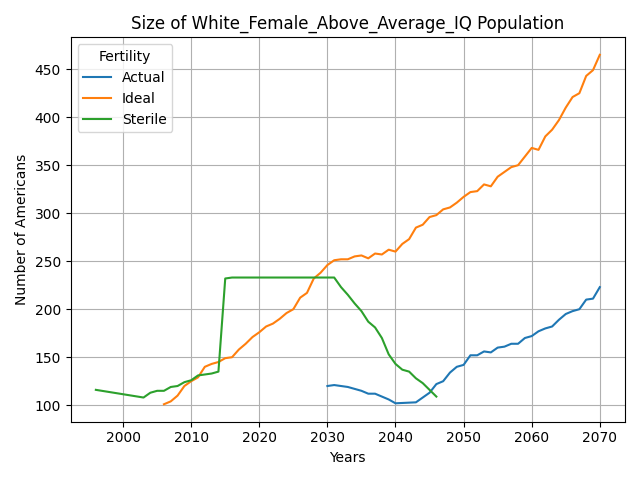 Size of White_Female_Above_Average_IQ Population
Fertility
Actual
Ideal
Sterile
Number of Americans
450
400
350
300
250
200
150
100
2000
2010
2020
2030
2040
2050
2060
2070
Years